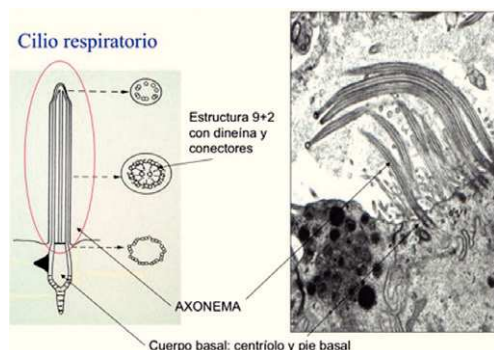 Cilio respiratorio
Estructura 9+2
con dineína y
conectores
AXONEMA
Cuerpo basal: centríolo y pie basal